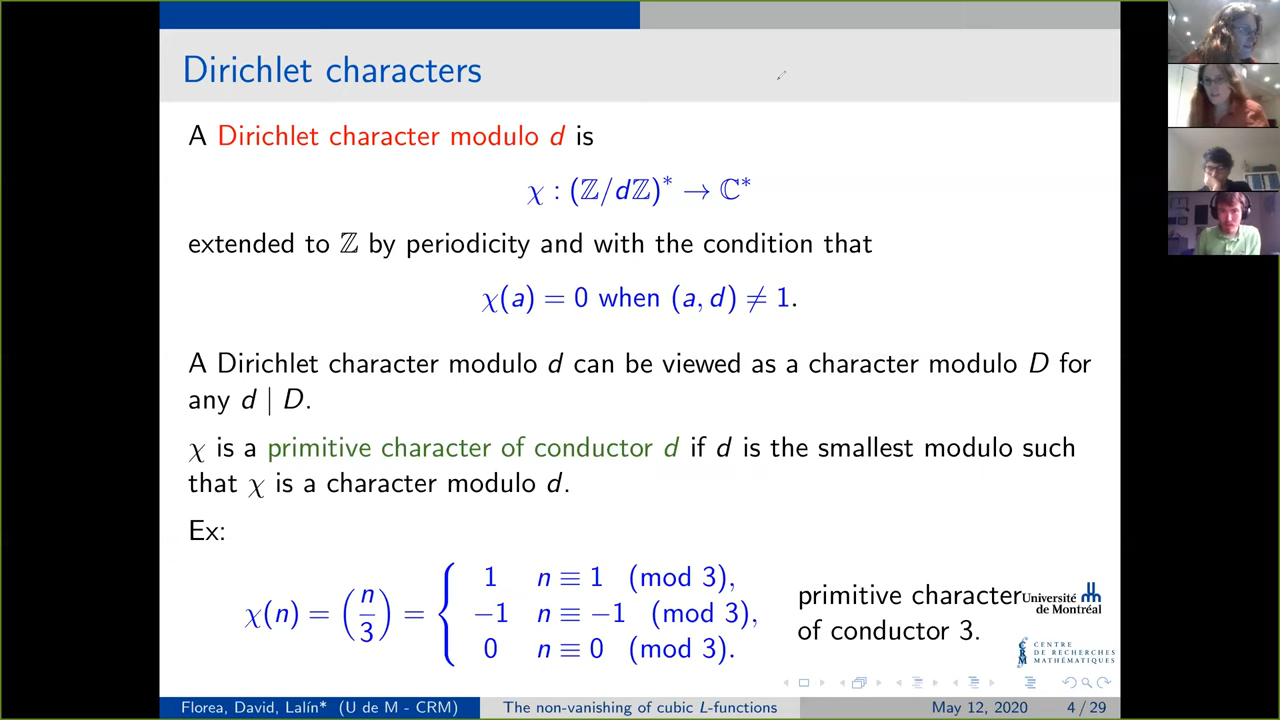 Dirichlet characters
A Dirichlet character modulo d is
χ : (ℤ/dℤ)* → ℂ*
extended to ℤ by periodicity and with the condition that
χ(a) = 0 when (a, d) ≠ 1.
A Dirichlet character modulo d can be viewed as a character modulo D for
any d | D.
χ is a primitive character of conductor d if d is the smallest modulo such
that χ is a character modulo d.
Ex:
χ(n) = (n/3) = { 1 n ≡ 1 (mod 3),
−1 n ≡ −1 (mod 3),
0 n ≡ 0 (mod 3).
primitive character
of conductor 3.
Université
de Montréal
CRM
CENTRE
DE RECHERCHES
MATHÉMATIQUES
Florea, David, Lalín* (U de M - CRM) The non-vanishing of cubic L-functions May 12, 2020 4 / 29